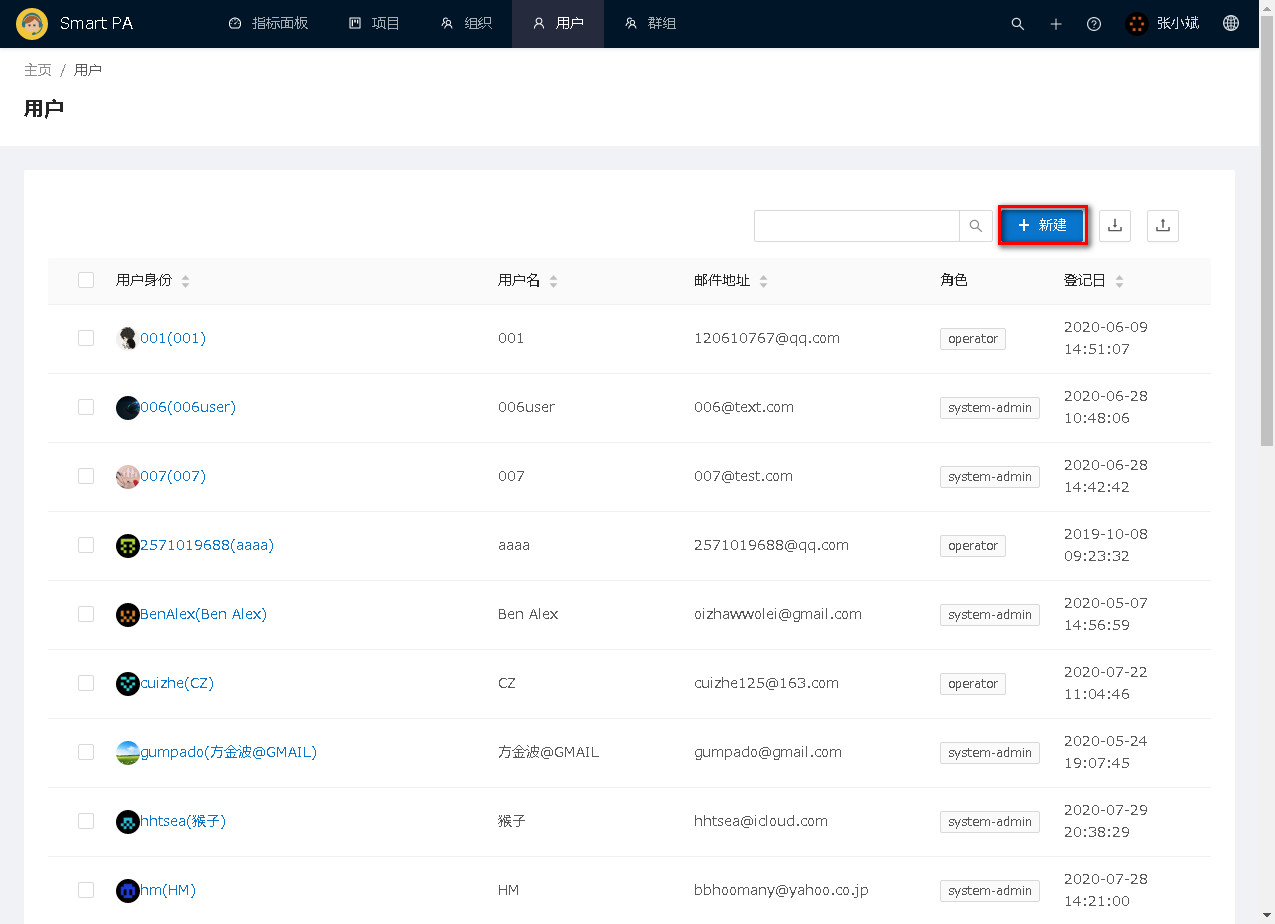 Smart PA 指标面板 项目 组织 用户 群组 张小斌
主页 / 用户
用户
新建
用户身份 用户名 邮件地址 角色 登记日
001(001) 001 120610767@qq.com operator 2020-06-09
14:51:07
006(006user) 006user 006@text.com system-admin 2020-06-28
10:48:06
007(007) 007 007@test.com system-admin 2020-06-28
14:42:42
2571019688(aaaa) aaaa 2571019688@qq.com operator 2019-10-08
09:23:32
BenAlex(Ben Alex) Ben Alex oizhawwolei@gmail.com system-admin 2020-05-07
14:56:59
cuizhe(CZ) CZ cuizhe125@163.com operator 2020-07-22
11:04:46
gumpado(方金波@GMAIL) 方金波@GMAIL gumpado@gmail.com system-admin 2020-05-24
19:07:45
hhtsea(猴子) 猴子 hhtsea@icloud.com system-admin 2020-07-29
20:38:29
hm(HM) HM bbhoomany@yahoo.co.jp system-admin 2020-07-28
14:21:00